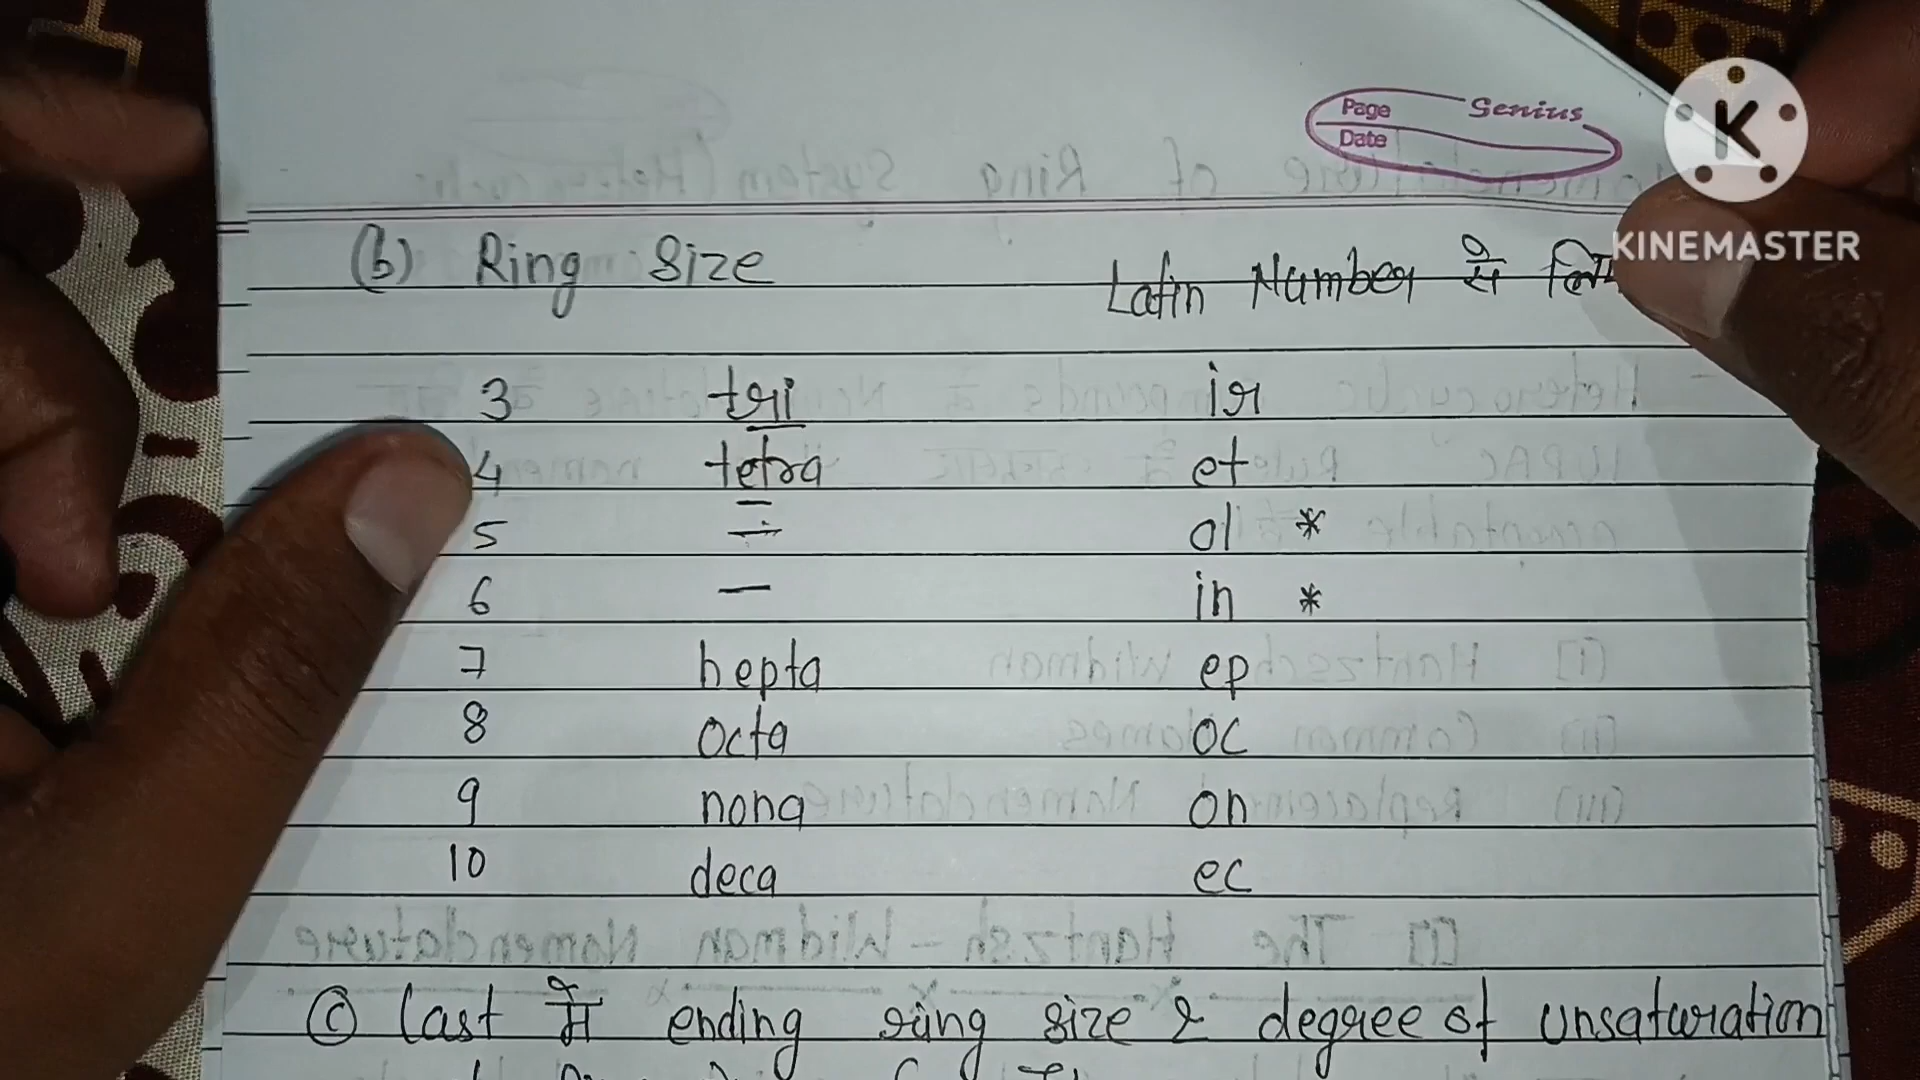 Page Genius
Date
KINEMASTER
(b) Ring Size Latin Number से
3 tri ir
4 tetra et
5 — ol *
6 — in *
7 hepta ep
8 octa oc
9 nona on
10 deca ec
(c) last में ending ring size & degree of unsaturation